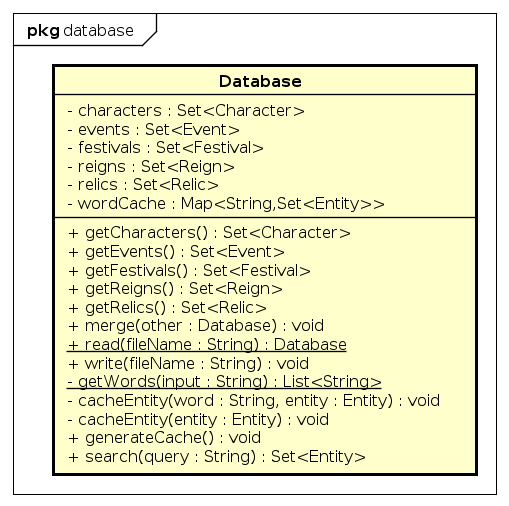 pkg database
Database
- characters : Set<Character>
- events : Set<Event>
- festivals : Set<Festival>
- reigns : Set<Reign>
- relics : Set<Relic>
- wordCache : Map<String,Set<Entity>>
+ getCharacters() : Set<Character>
+ getEvents() : Set<Event>
+ getFestivals() : Set<Festival>
+ getReigns() : Set<Reign>
+ getRelics() : Set<Relic>
+ merge(other : Database) : void
+ read(fileName : String) : Database
+ write(fileName : String) : void
- getWords(input : String) : List<String>
- cacheEntity(word : String, entity : Entity) : void
- cacheEntity(entity : Entity) : void
+ generateCache() : void
+ search(query : String) : Set<Entity>